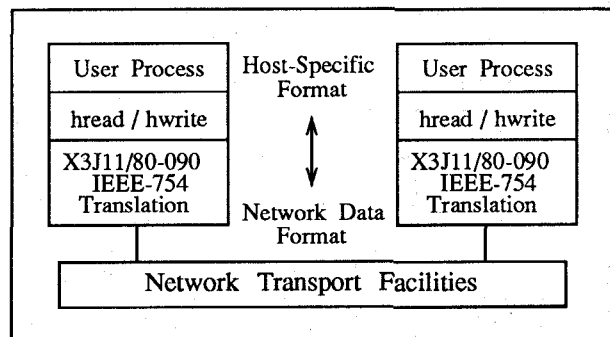 User Process
hread / hwrite
X3J11/80-090
IEEE-754
Translation
Host-Specific
Format
Network Data
Format
User Process
hread / hwrite
X3J11/80-090
IEEE-754
Translation
Network Transport Facilities